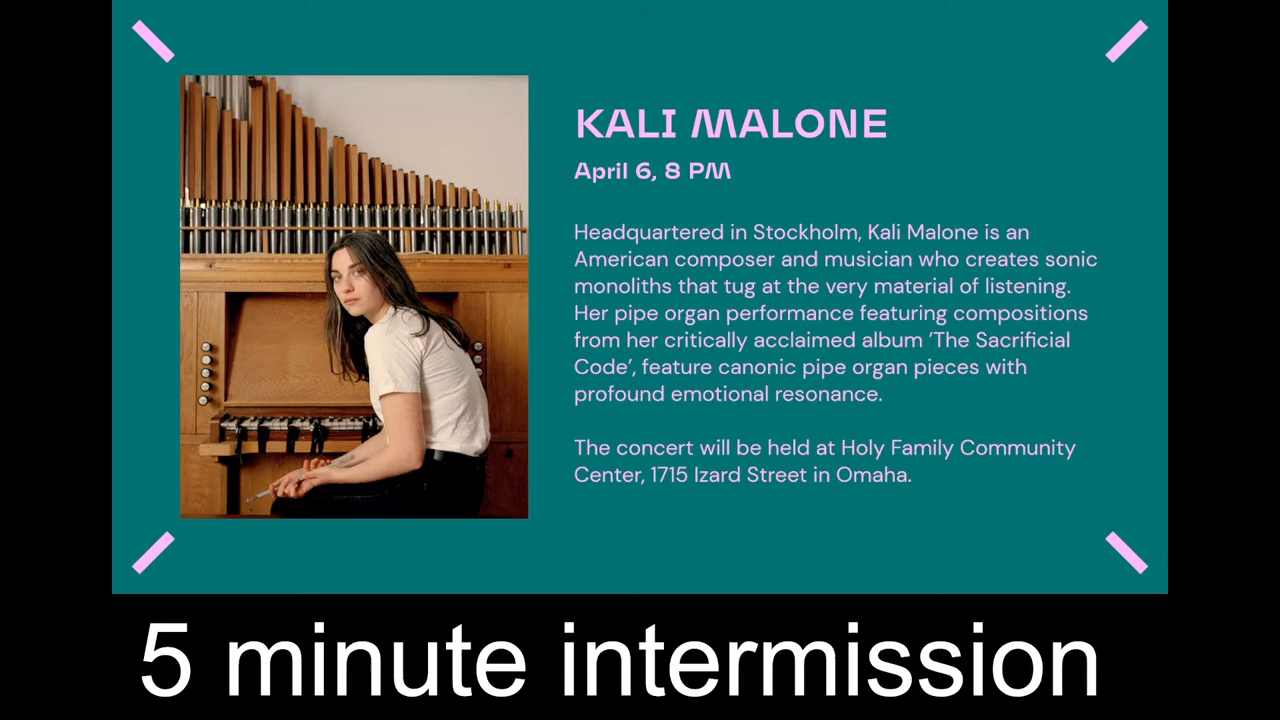 KALI MALONE
April 6, 8 PM
Headquartered in Stockholm, Kali Malone is an
American composer and musician who creates sonic
monoliths that tug at the very material of listening.
Her pipe organ performance featuring compositions
from her critically acclaimed album ’The Sacrificial
Code’, feature canonic pipe organ pieces with
profound emotional resonance.
The concert will be held at Holy Family Community
Center, 1715 Izard Street in Omaha.
5 minute intermission